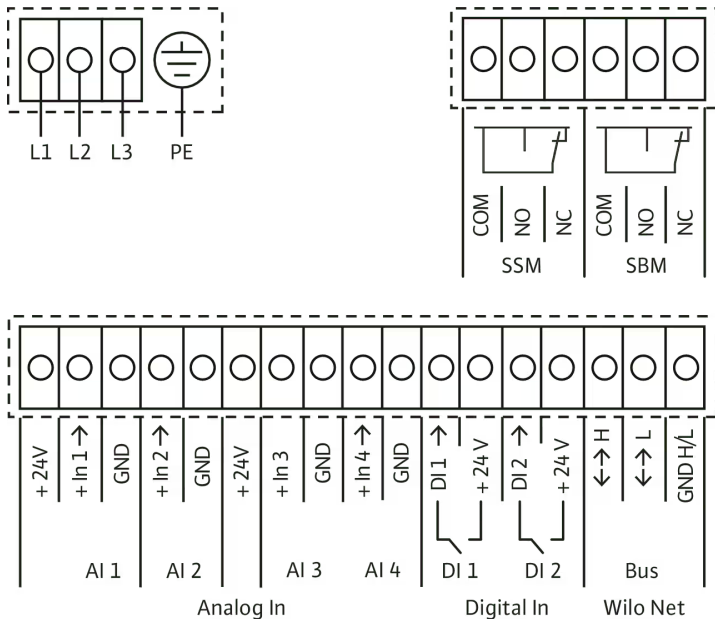 L1 L2 L3 PE
COM NO NC COM NO NC
SSM SBM
+ 24V + In 1 → GND + In 2 → GND + 24V + In 3 GND + In 4 → GND DI 1 → + 24 V DI 2 → + 24 V ↔ H ↔ L GND H/L
AI 1 AI 2 AI 3 AI 4 DI 1 DI 2 Bus
Analog In Digital In Wilo Net